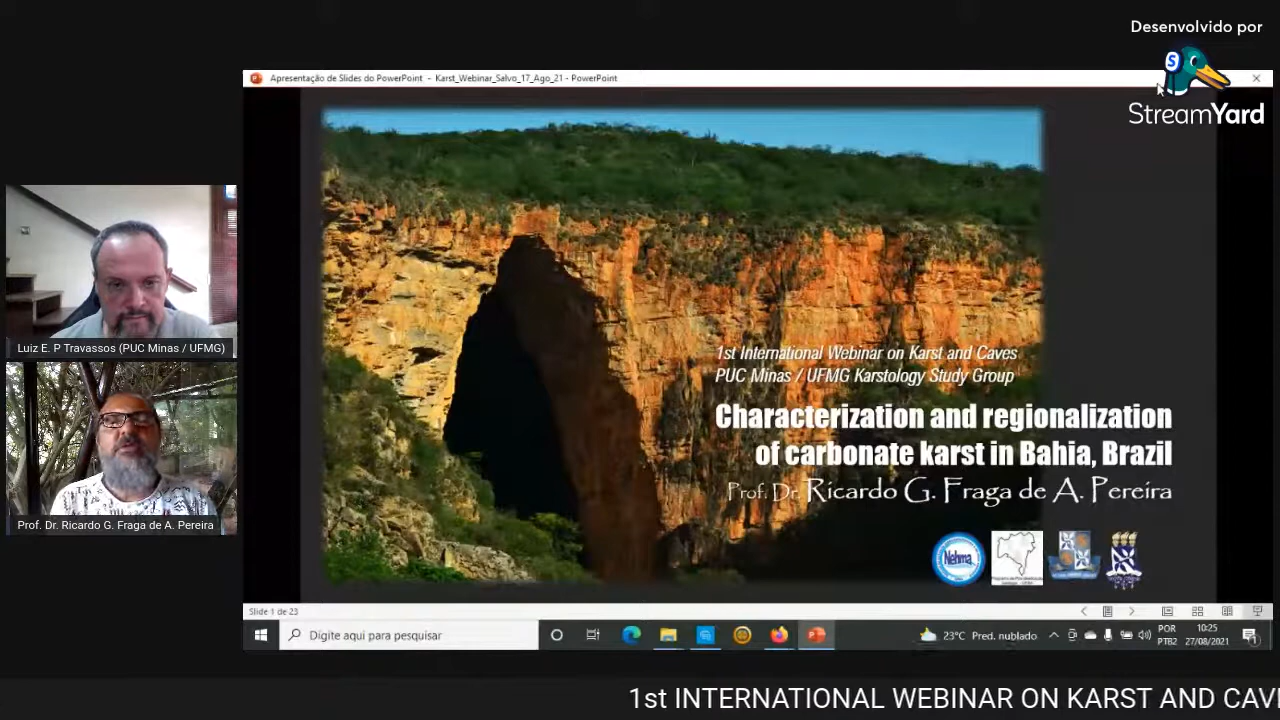 Desenvolvido por
StreamYard
Apresentação de Slides do PowerPoint - Karst_Webinar_Salvo_17_Ago_21 - PowerPoint
1st International Webinar on Karst and Caves
PUC Minas / UFMG Karstology Study Group
Characterization and regionalization
of carbonate karst in Bahia, Brazil
Prof. Dr. Ricardo G. Fraga de A. Pereira
Nehma
Luiz E. P Travassos (PUC Minas / UFMG)
Prof. Dr. Ricardo G. Fraga de A. Pereira
Slide 1 de 23
Digite aqui para pesquisar
23°C Pred. nublado
POR
PTB2
10:25
27/08/2021
1st INTERNATIONAL WEBINAR ON KARST AND CAVE